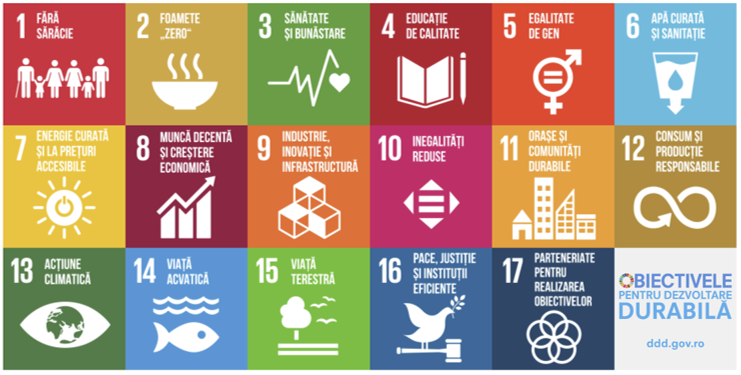 1 FĂRĂ
SĂRĂCIE
2 FOAMETE
„ZERO”
3 SĂNĂTATE
ȘI BUNĂSTARE
4 EDUCAȚIE
DE CALITATE
5 EGALITATE
DE GEN
6 APĂ CURATĂ
ȘI SANITAȚIE
7 ENERGIE CURATĂ
ȘI LA PREȚURI
ACCESIBILE
8 MUNCĂ DECENTĂ
ȘI CREȘTERE
ECONOMICĂ
9 INDUSTRIE,
INOVAȚIE ȘI
INFRASTRUCTURĂ
10 INEGALITĂȚI
REDUSE
11 ORAȘE ȘI
COMUNITĂȚI
DURABILE
12 CONSUM ȘI
PRODUCȚIE
RESPONSABILE
13 ACȚIUNE
CLIMATICĂ
14 VIAȚĂ
ACVATICĂ
15 VIAȚĂ
TERESTRĂ
16 PACE, JUSTIȚIE
ȘI INSTITUȚII
EFICIENTE
17 PARTENERIATE
PENTRU
REALIZAREA
OBIECTIVELOR
OBIECTIVELE
PENTRU DEZVOLTARE
DURABILĂ
ddd.gov.ro